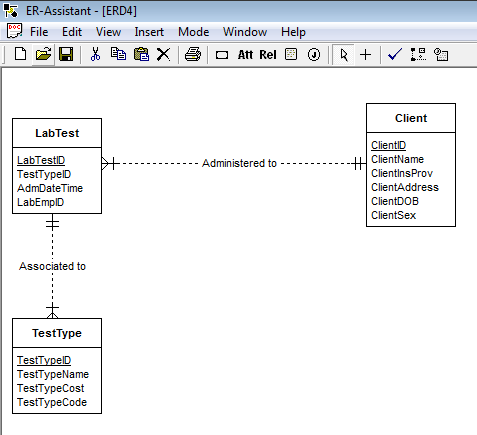 ER-Assistant - [ERD4]
File Edit View Insert Mode Window Help
Att Rel
LabTest
LabTestID
TestTypeID
AdmDateTime
LabEmpID
Administered to
Client
ClientID
ClientName
ClientInsProv
ClientAddress
ClientDOB
ClientSex
Associated to
TestType
TestTypeID
TestTypeName
TestTypeCost
TestTypeCode